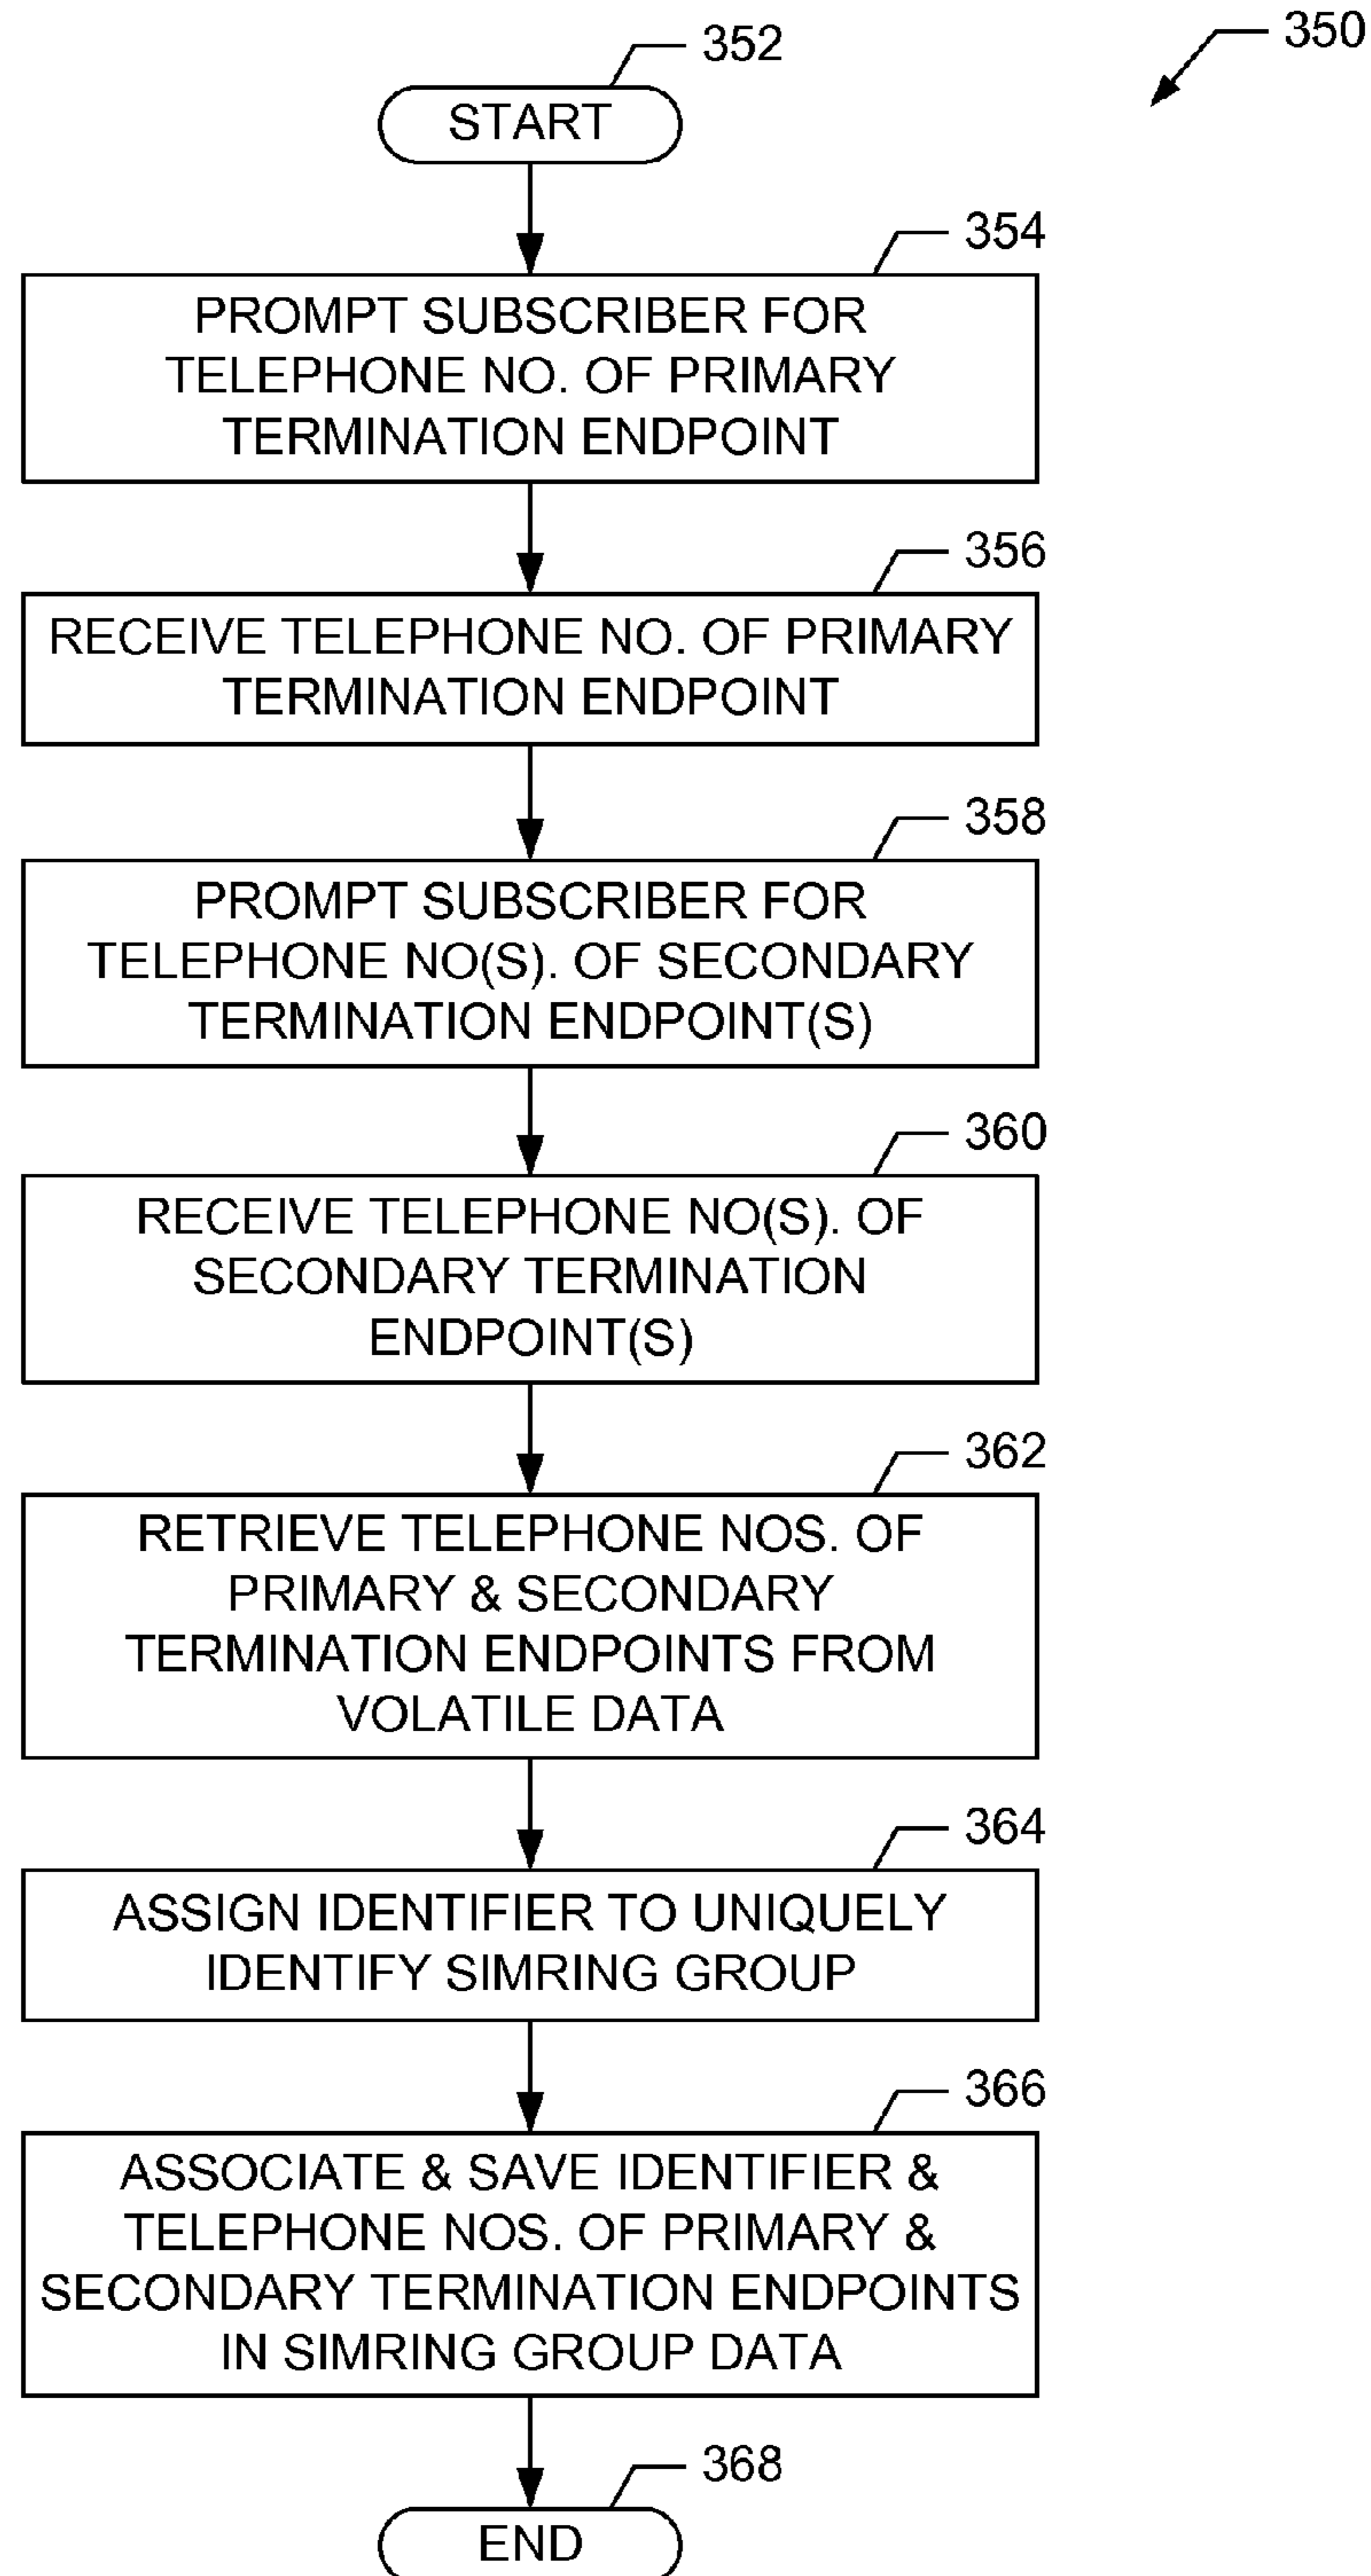 350
352
START
354
PROMPT SUBSCRIBER FOR
TELEPHONE NO. OF PRIMARY
TERMINATION ENDPOINT
356
RECEIVE TELEPHONE NO. OF PRIMARY
TERMINATION ENDPOINT
358
PROMPT SUBSCRIBER FOR
TELEPHONE NO(S). OF SECONDARY
TERMINATION ENDPOINT(S)
360
RECEIVE TELEPHONE NO(S). OF
SECONDARY TERMINATION
ENDPOINT(S)
362
RETRIEVE TELEPHONE NOS. OF
PRIMARY & SECONDARY
TERMINATION ENDPOINTS FROM
VOLATILE DATA
364
ASSIGN IDENTIFIER TO UNIQUELY
IDENTIFY SIMRING GROUP
366
ASSOCIATE & SAVE IDENTIFIER &
TELEPHONE NOS. OF PRIMARY &
SECONDARY TERMINATION ENDPOINTS
IN SIMRING GROUP DATA
368
END